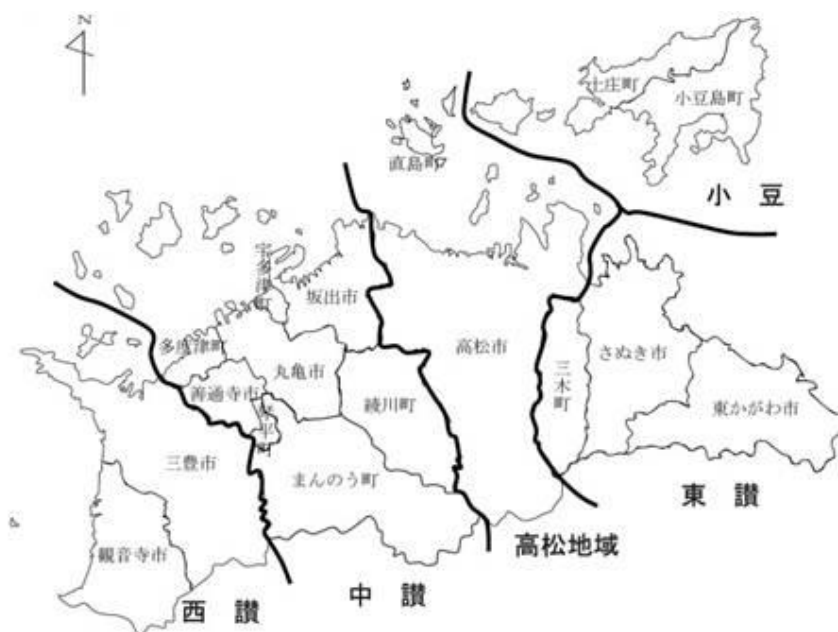 N
土庄町
小豆島町
直島町
小豆
宇多津町
坂出市
高松市
多度津町
丸亀市
さぬき市
善通寺市
三木町
琴平町
綾川町
東かがわ市
三豊市
まんのう町
東讃
高松地域
観音寺市
中讃
西讃